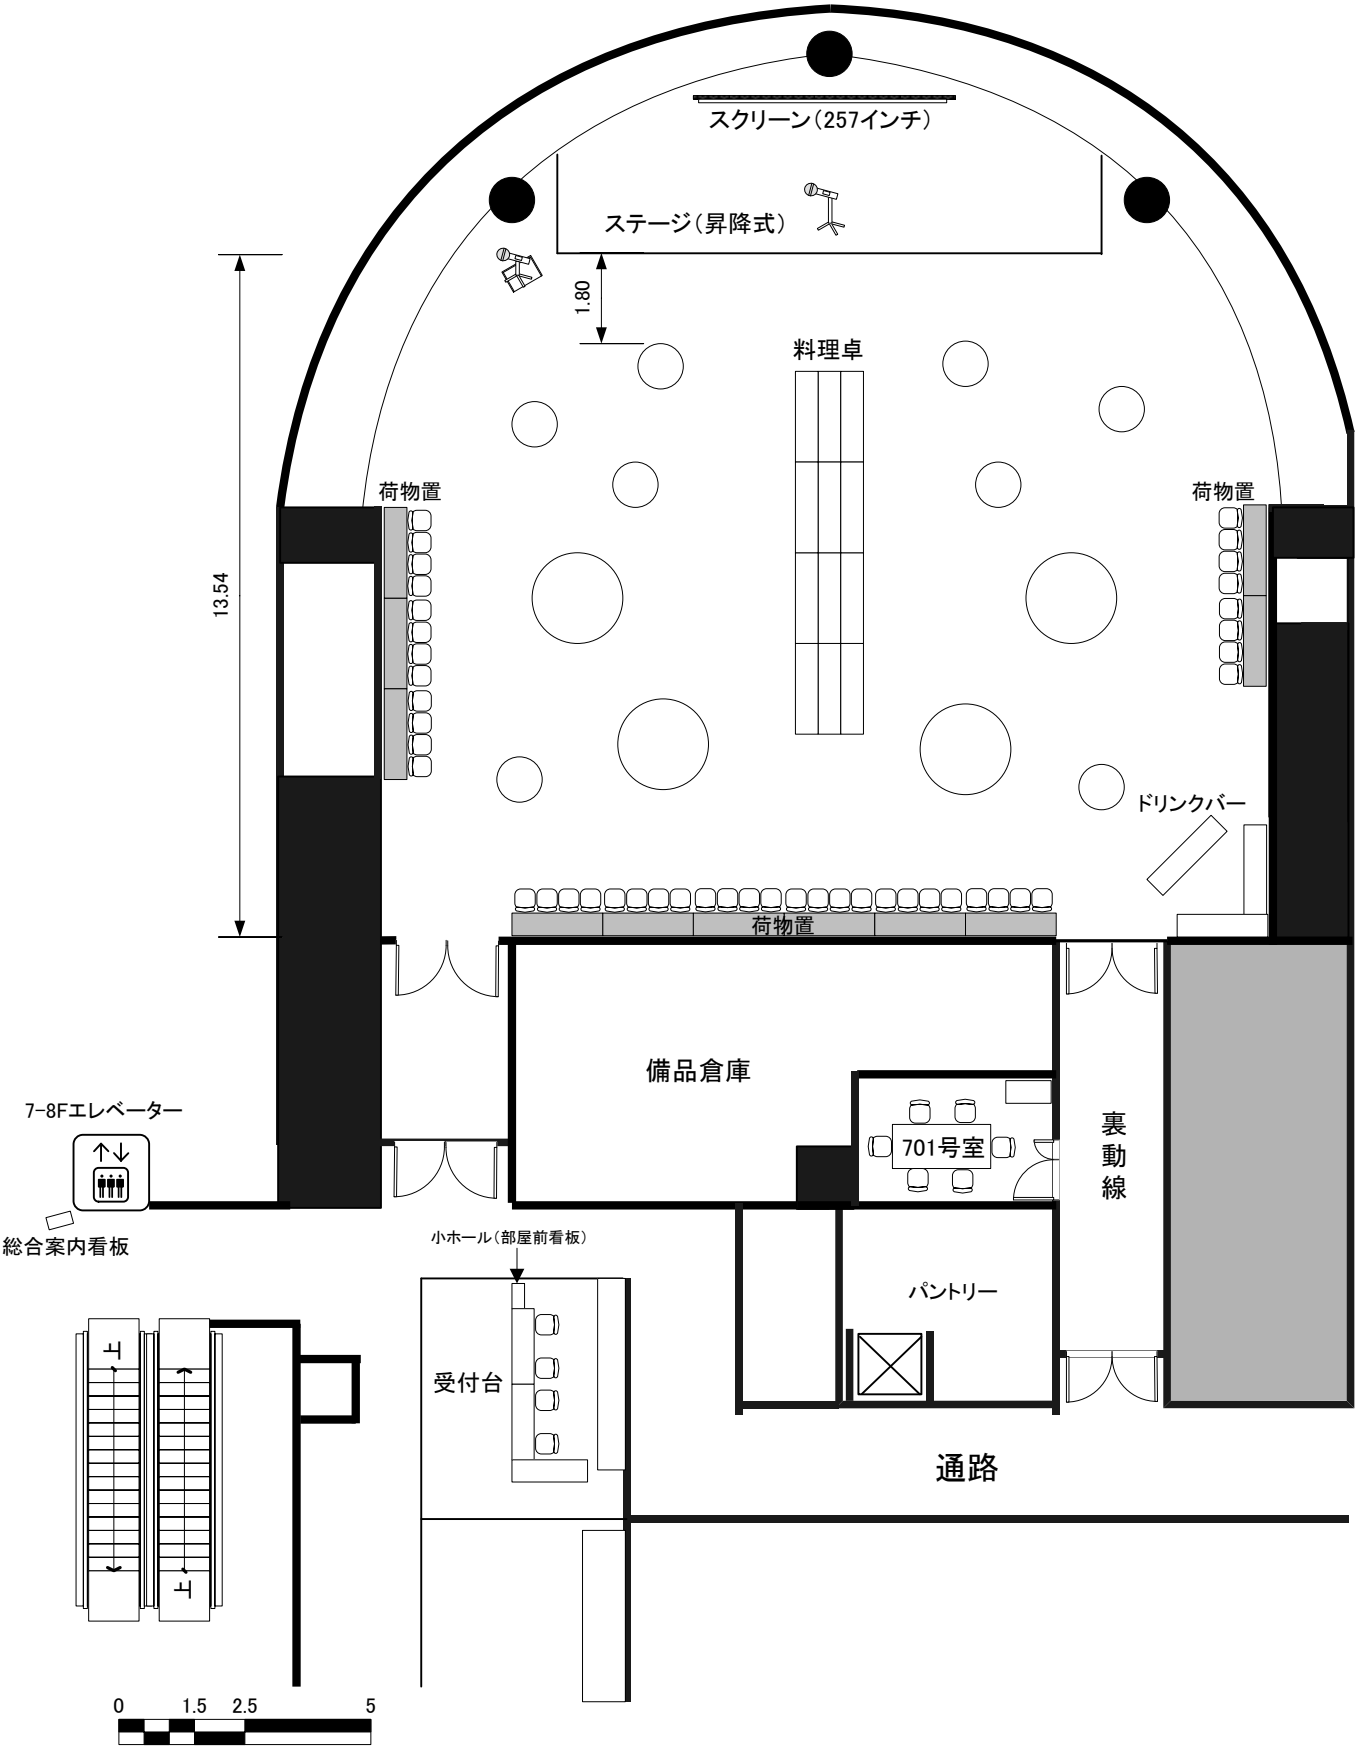 スクリーン（257インチ）
ステージ（昇降式）
1.80
料理卓
荷物置
荷物置
13.54
ドリンクバー
荷物置
備品倉庫
7-8Fエレベーター
701号室
裏動線
総合案内看板
小ホール（部屋前看板）
パントリー
上
受付台
通路
上
0 1.5 2.5 5